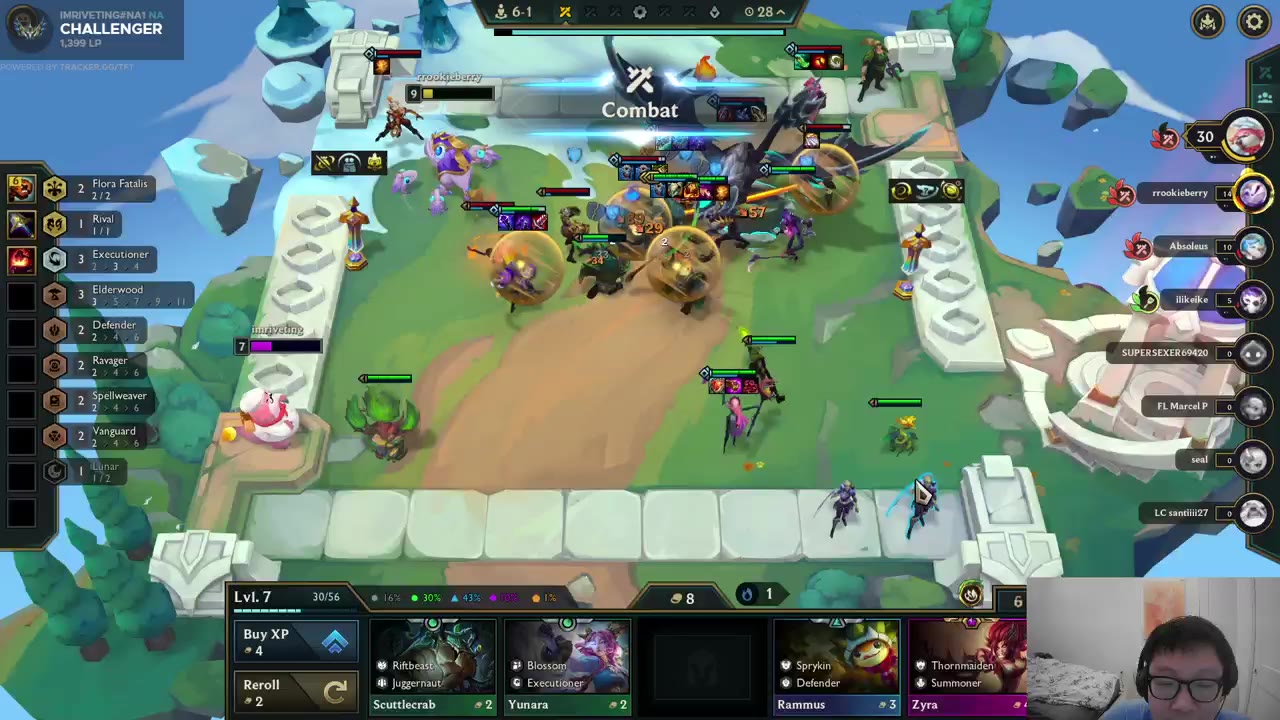 IMRIVETING#NA1 NA
CHALLENGER
1,399 LP
POWERED BY TRACKER.GG/TFT
6-1
28
rrookieberry
9
Combat
2 Flora Fatalis
2 / 2
1 Rival
1 / 1
3 Executioner
2 > 3 > 4
3 Elderwood
3 > 5 > 7 > 9 > 11
2 Defender
2 > 4 > 6
2 Ravager
2 > 4 > 6
2 Spellweaver
2 > 4 > 6
2 Vanguard
2 > 4 > 6
1 Lunar
1 / 2
imriveting
7
57
29
34
2
30
rrookieberry 14
Absoleus 10
ilikeike 5
SUPERSEXER69420 0
FL Marcel P 0
seal 0
LC santiiii27 0
Lvl. 7
30/56
16%
30%
43%
10%
1%
8
1
6
Buy XP
4
Reroll
2
Riftbeast
Juggernaut
Scuttlecrab 2
Blossom
Executioner
Yunara 2
Sprykin
Defender
Rammus 3
Thornmaiden
Summoner
Zyra